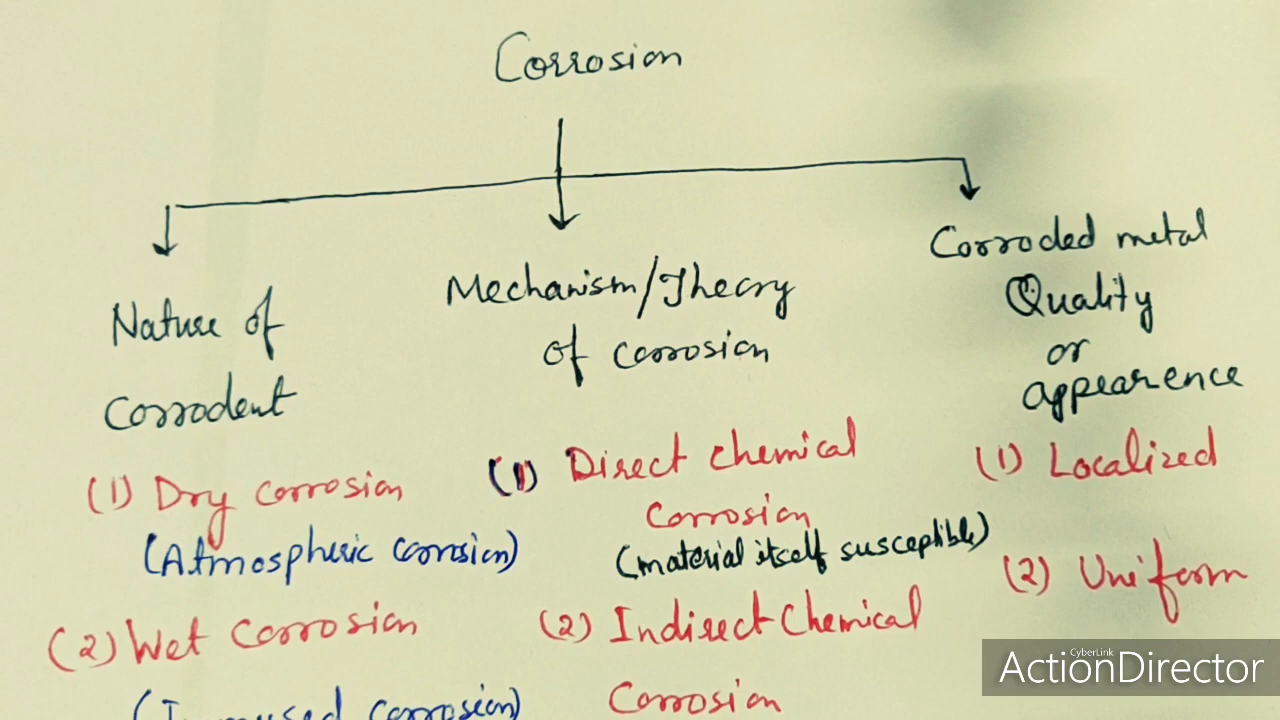 Corrosion
Nature of
Corrodent
(1) Dry corrosion
(Atmospheric corrosion)
(2) Wet Corrosion
(Immersed corrosion)
Mechanism/Theory
of corrosion
(1) Direct chemical
corrosion
(material itself susceptible)
(2) Indirect Chemical
Corrosion
Corroded metal
Quality
or
appearence
(1) Localized
(2) Uniform
CyberLink
ActionDirector